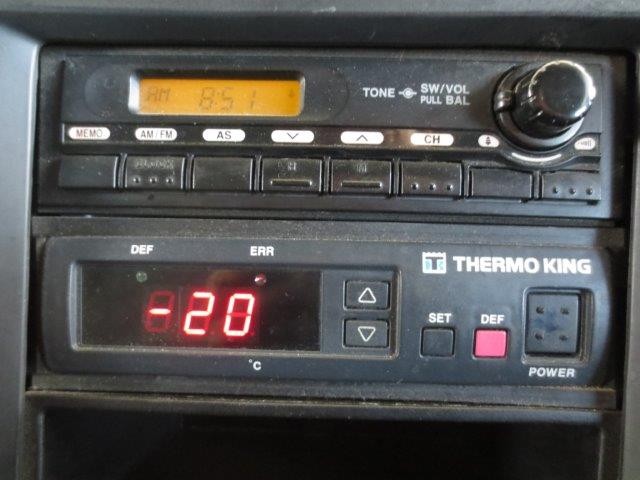 AM 8:51
TONE SW/VOL
PULL BAL
MEMO AM/FM AS CH
DEF ERR
THERMO KING
-20
SET DEF
°C
POWER